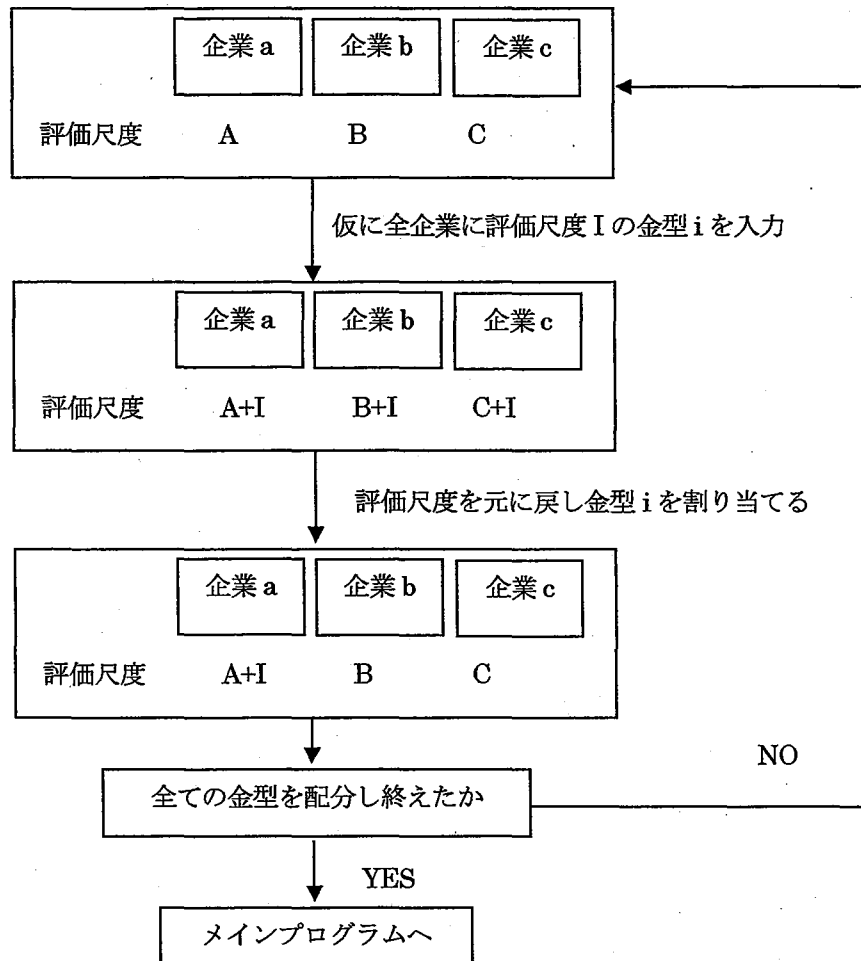 企業a 企業b 企業c
評価尺度 A B C
仮に全企業に評価尺度Iの金型iを入力
企業a 企業b 企業c
評価尺度 A+I B+I C+I
評価尺度を元に戻し金型iを割り当てる
企業a 企業b 企業c
評価尺度 A+I B C
NO
全ての金型を配分し終えたか
YES
メインプログラムへ